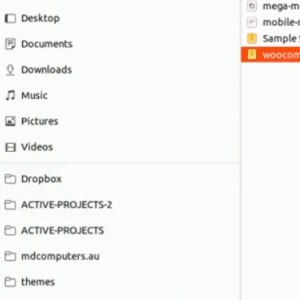 Desktop
Documents
Downloads
Music
Pictures
Videos
Dropbox
ACTIVE-PROJECTS-2
ACTIVE-PROJECTS
mdcomputers.au
themes
mega-m
mobile-
Sample
woocom